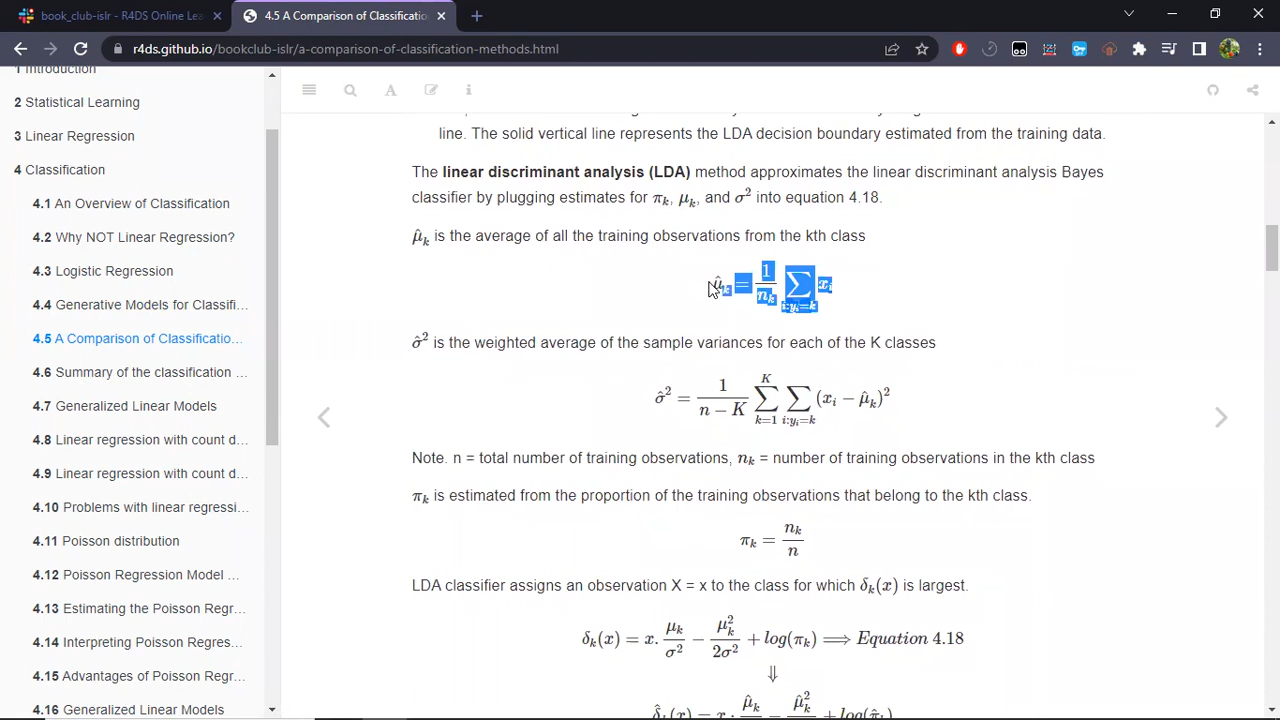 book_club-islr - R4DS Online Lea
4.5 A Comparison of Classificatio
r4ds.github.io/bookclub-islr/a-comparison-of-classification-methods.html
1 Introduction
2 Statistical Learning
3 Linear Regression
4 Classification
4.1 An Overview of Classification
4.2 Why NOT Linear Regression?
4.3 Logistic Regression
4.4 Generative Models for Classifi...
4.5 A Comparison of Classificatio...
4.6 Summary of the classification ...
4.7 Generalized Linear Models
4.8 Linear regression with count d...
4.9 Linear regression with count d...
4.10 Problems with linear regressi...
4.11 Poisson distribution
4.12 Poisson Regression Model ...
4.13 Estimating the Poisson Regr...
4.14 Interpreting Poisson Regres...
4.15 Advantages of Poisson Regr...
4.16 Generalized Linear Models
line. The solid vertical line represents the LDA decision boundary estimated from the training data.
The linear discriminant analysis (LDA) method approximates the linear discriminant analysis Bayes
classifier by plugging estimates for π_k, μ_k, and σ² into equation 4.18.
μ̂_k is the average of all the training observations from the kth class
μ̂_k = 1/n_k ∑_{i:y_i=k} x_i
σ̂² is the weighted average of the sample variances for each of the K classes
σ̂² = 1/(n − K) ∑_{k=1}^{K} ∑_{i:y_i=k} (x_i − μ̂_k)²
Note. n = total number of training observations, n_k = number of training observations in the kth class
π_k is estimated from the proportion of the training observations that belong to the kth class.
π_k = n_k/n
LDA classifier assigns an observation X = x to the class for which δ_k(x) is largest.
δ_k(x) = x. μ_k/σ² − μ_k²/2σ² + log(π_k) ⟹ Equation 4.18
⇓
δ̂_k(x) = x · μ̂_k − μ̂_k² + log(π̂_k)